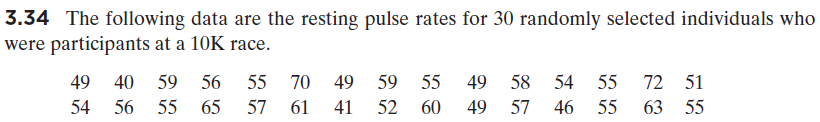 3.34 The following data are the resting pulse rates for 30 randomly selected individuals who
were participants at a 10K race.
49 40 59 56 55 70 49 59 55 49 58 54 55 72 51
54 56 55 65 57 61 41 52 60 49 57 46 55 63 55